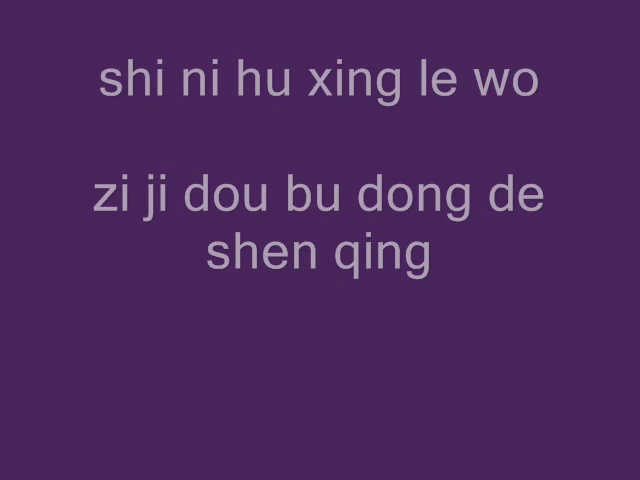 shi ni hu xing le wo
zi ji dou bu dong de
shen qing